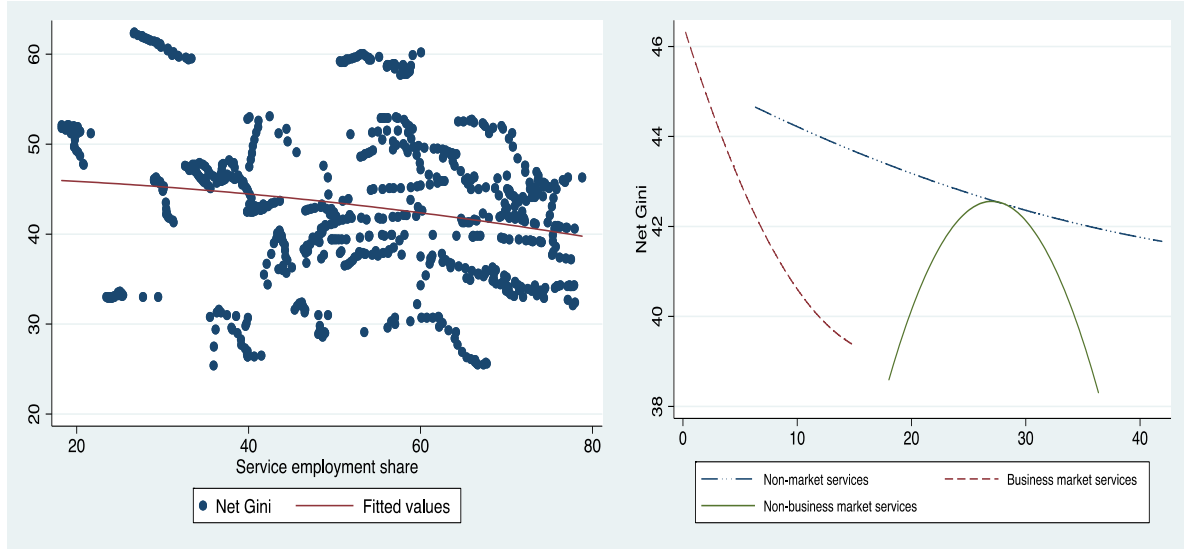 60
50
40
30
20
20 40 60 80
Service employment share
Net Gini Fitted values
46
44
42
40
38
Net Gini
0 10 20 30 40
Non-market services Business market services
Non-business market services